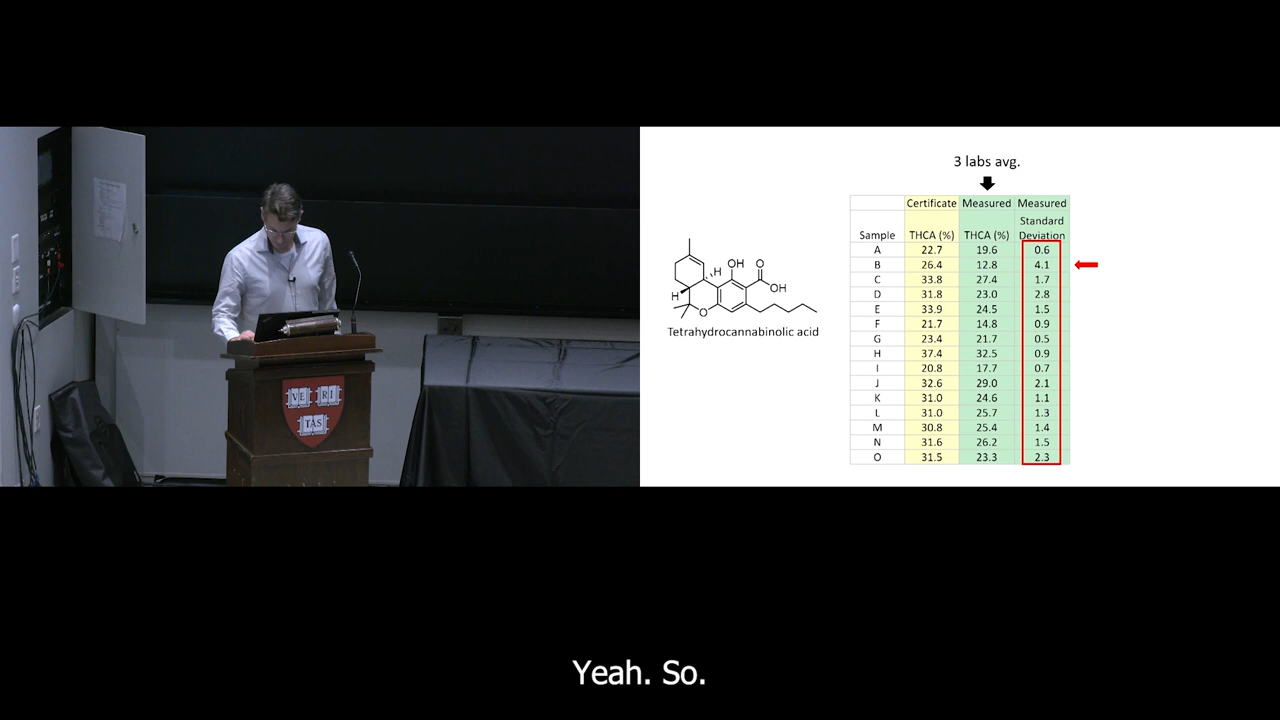 VE RI
TAS
3 labs avg.
Certificate Measured Measured
Sample THCA (%) THCA (%) Standard Deviation
A 22.7 19.6 0.6
B 26.4 12.8 4.1
C 33.8 27.4 1.7
D 31.8 23.0 2.8
E 33.9 24.5 1.5
F 21.7 14.8 0.9
G 23.4 21.7 0.5
H 37.4 32.5 0.9
I 20.8 17.7 0.7
J 32.6 29.0 2.1
K 31.0 24.6 1.1
L 31.0 25.7 1.3
M 30.8 25.4 1.4
N 31.6 26.2 1.5
O 31.5 23.3 2.3
H OH O
OH
H
O
Tetrahydrocannabinolic acid
Yeah. So.